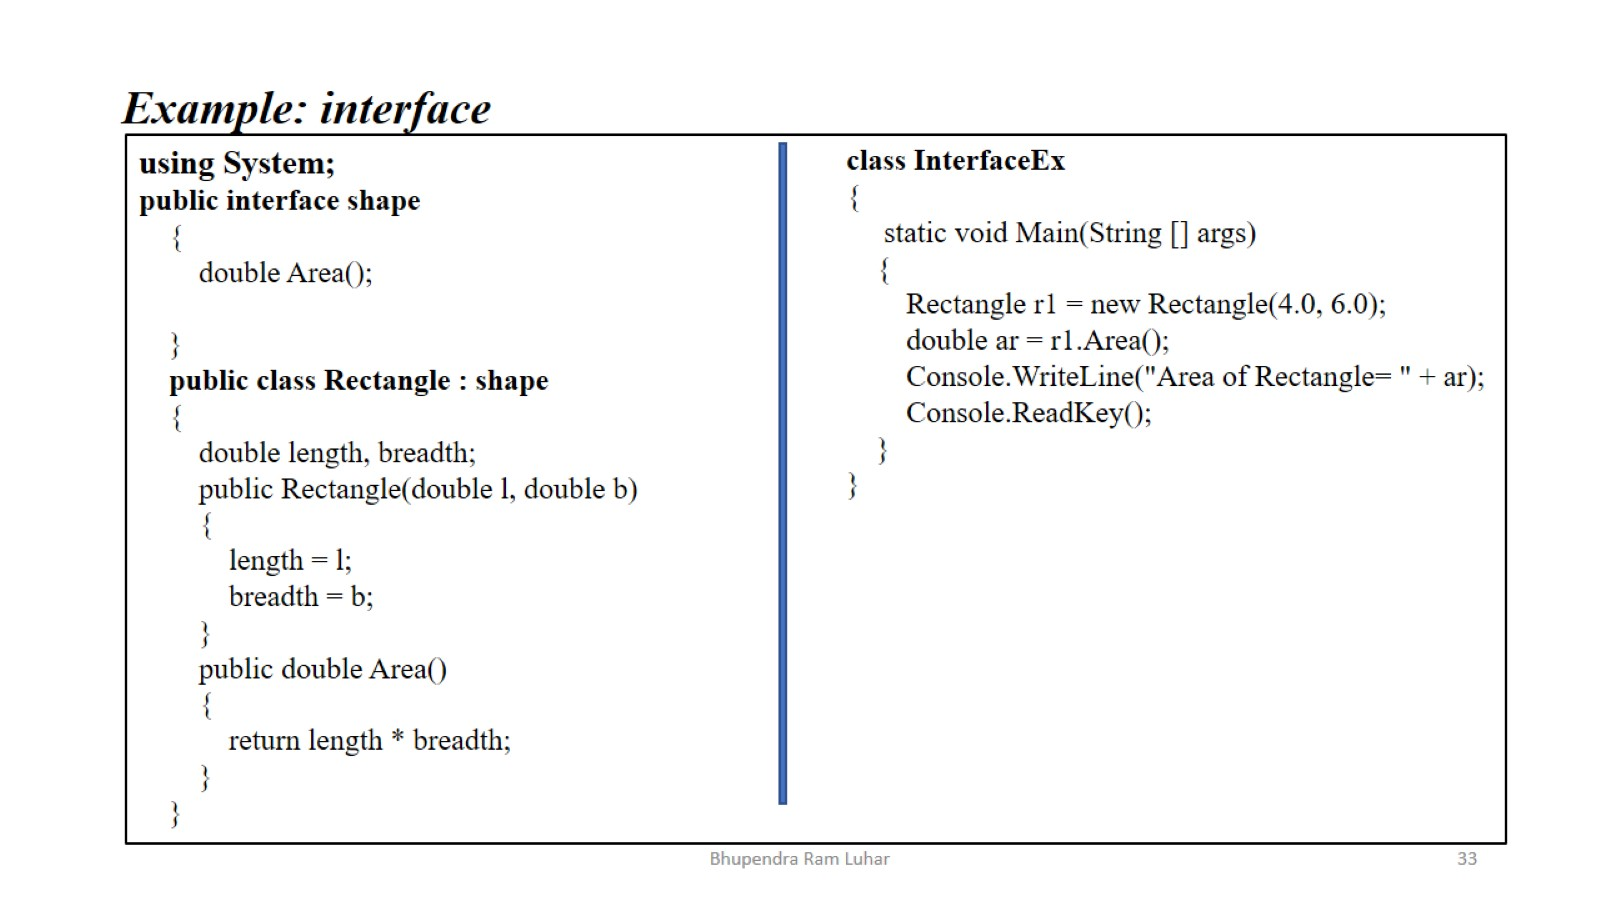 Example: interface
using System;
public interface shape
{
double Area();
}
public class Rectangle : shape
{
double length, breadth;
public Rectangle(double l, double b)
{
length = l;
breadth = b;
}
public double Area()
{
return length * breadth;
}
}
class InterfaceEx
{
static void Main(String [] args)
{
Rectangle r1 = new Rectangle(4.0, 6.0);
double ar = r1.Area();
Console.WriteLine("Area of Rectangle= " + ar);
Console.ReadKey();
}
}
Bhupendra Ram Luhar
33